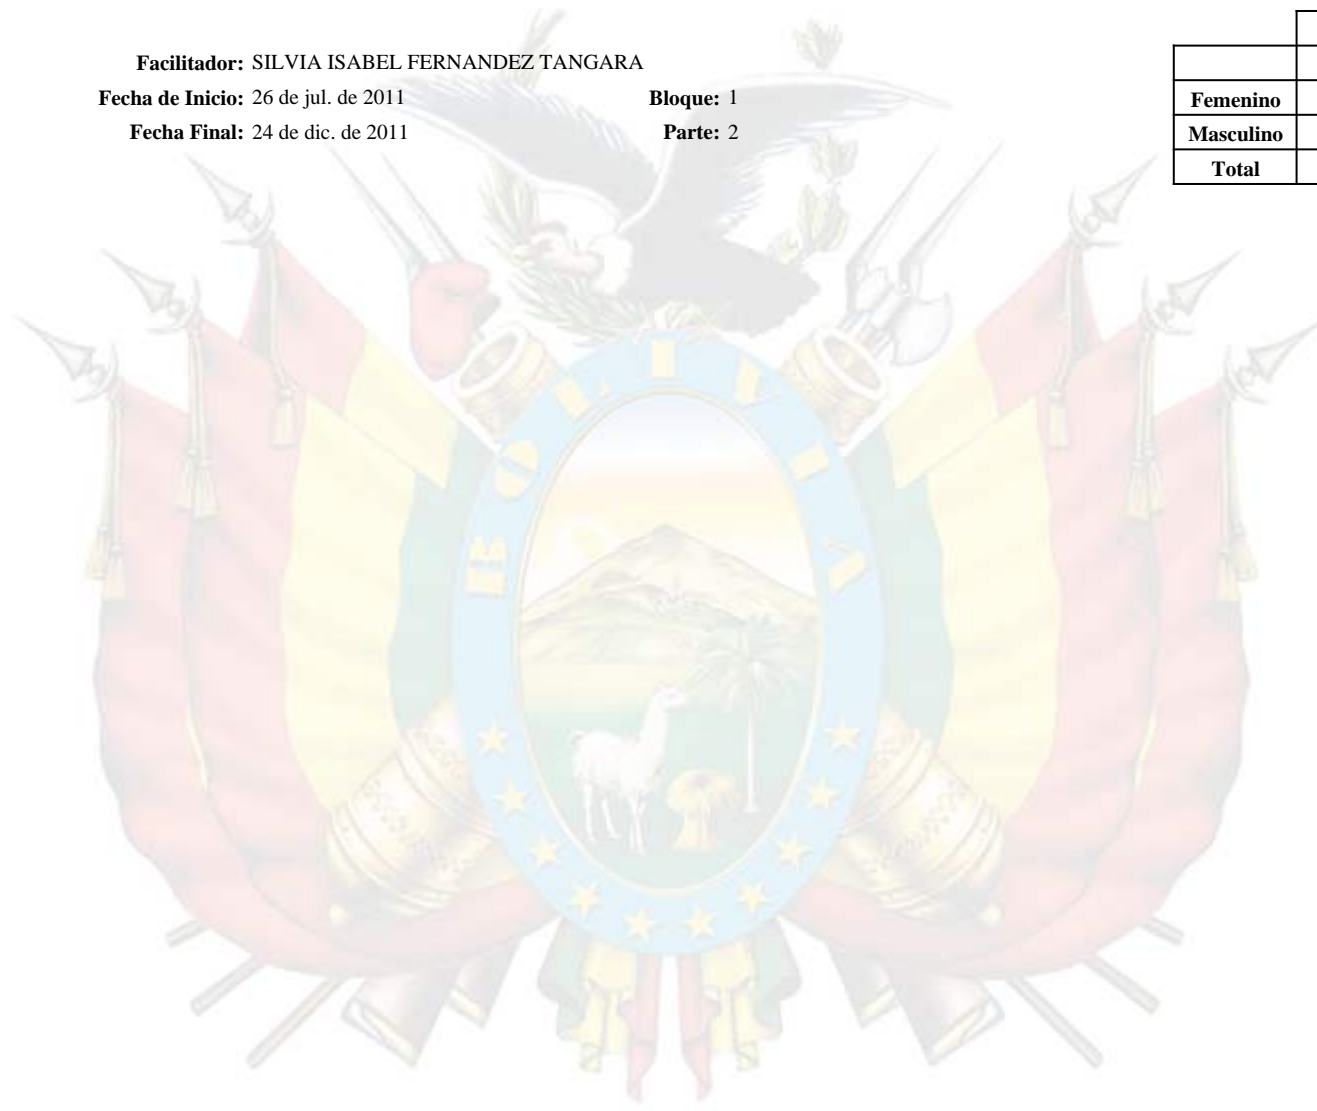 Facilitador: SILVIA ISABEL FERNANDEZ TANGARA
Fecha de Inicio: 26 de jul. de 2011 Bloque: 1
Fecha Final: 24 de dic. de 2011 Parte: 2
Femenino
Masculino
Total
BOLIVIA